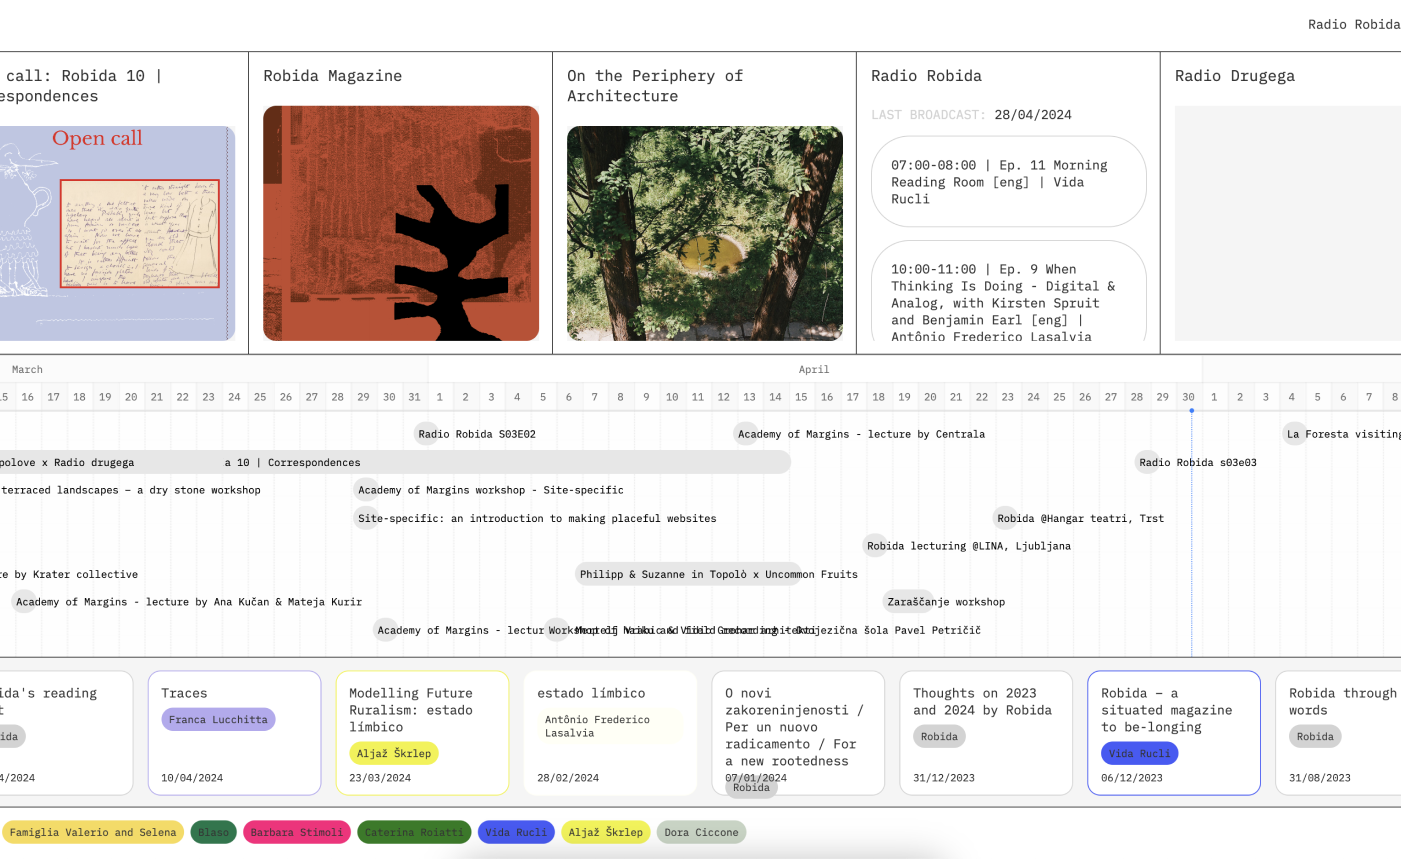 Radio Robida
call: Robida 10 |
espondences
Open call
Robida Magazine
On the Periphery of
Architecture
Radio Robida
LAST BROADCAST: 28/04/2024
07:00-08:00 | Ep. 11 Morning
Reading Room [eng] | Vida
Rucli
10:00-11:00 | Ep. 9 When
Thinking Is Doing - Digital &
Analog, with Kirsten Spruit
and Benjamin Earl [eng] |
Antônio Frederico Lasalvia
Radio Drugega
March
April
15 16 17 18 19 20 21 22 23 24 25 26 27 28 29 30 31 1 2 3 4 5 6 7 8 9 10 11 12 13 14 15 16 17 18 19 20 21 22 23 24 25 26 27 28 29 30 1 2 3 4 5 6 7 8
Radio Robida S03E02
Academy of Margins - lecture by Centrala
La Foresta visiting
polove x Radio drugega
a 10 | Correspondences
Radio Robida s03e03
terraced landscapes – a dry stone workshop
Academy of Margins workshop - Site-specific
Site-specific: an introduction to making placeful websites
Robida @Hangar teatri, Trst
Robida lecturing @LINA, Ljubljana
re by Krater collective
Philipp & Suzanne in Topolò x Uncommon Fruits
Academy of Margins - lecture by Ana Kučan & Mateja Kurir
Zaraščanje workshop
Academy of Margins - lectur
Dvojezična šola Pavel Petričič
ida's reading
t
ida
4/2024
Traces
Franca Lucchitta
10/04/2024
Modelling Future
Ruralism: estado
límbico
Aljaž Škrlep
23/03/2024
estado límbico
Antônio Frederico
Lasalvia
28/02/2024
O novi
zakoreninjenosti /
Per un nuovo
radicamento / For
a new rootedness
07/01/2024
Robida
Thoughts on 2023
and 2024 by Robida
Robida
31/12/2023
Robida – a
situated magazine
to be-longing
Vida Rucli
06/12/2023
Robida through
words
Robida
31/08/2023
Famiglia Valerio and Selena
Blaso
Barbara Stimoli
Caterina Roiatti
Vida Rucli
Aljaž Škrlep
Dora Ciccone